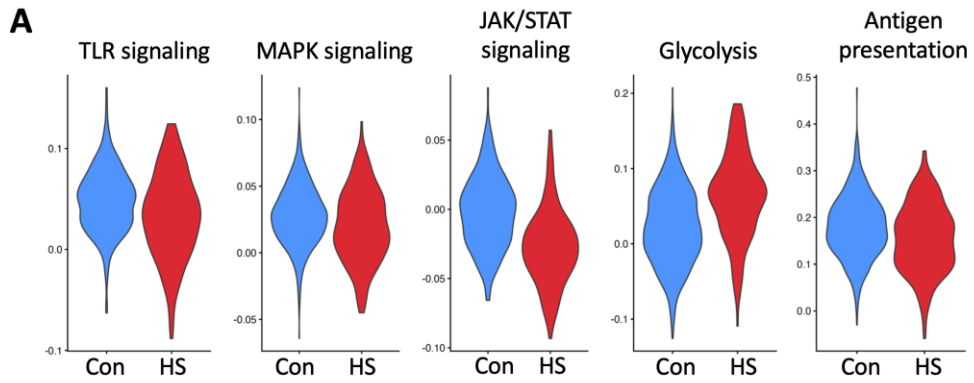 A
TLR signaling
MAPK signaling
JAK/STAT
signaling
Glycolysis
Antigen
presentation
0.1
0.0
-0.1
Con HS
0.10
0.05
0.00
-0.05
Con HS
0.05
0.00
-0.05
-0.10
Con HS
0.2
0.1
0.0
-0.1
Con HS
0.5
0.4
0.3
0.2
0.1
0.0
Con HS